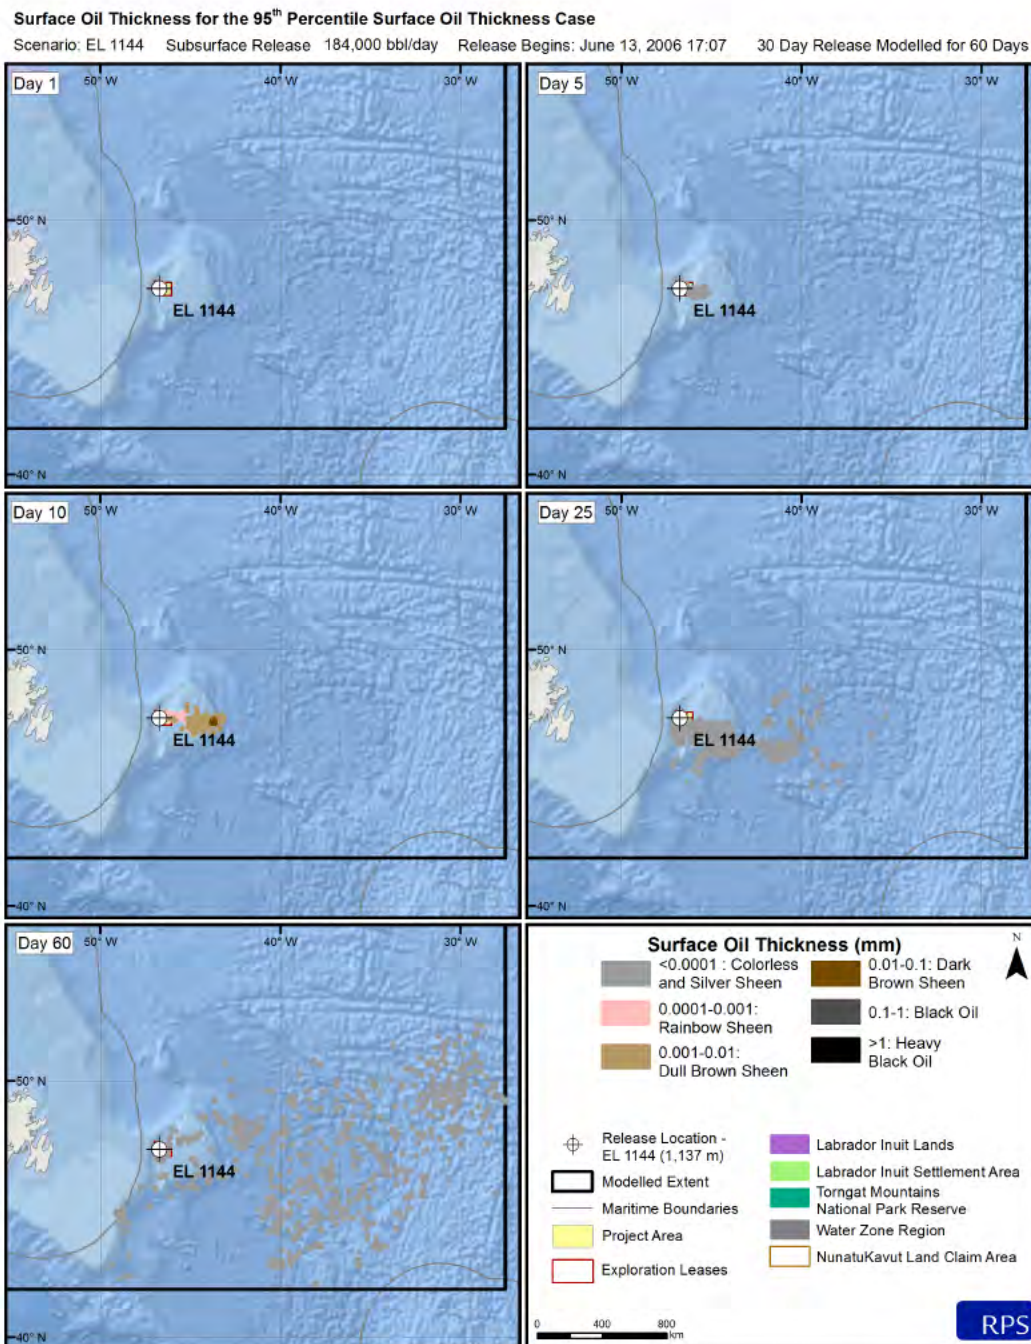 Surface Oil Thickness for the 95th Percentile Surface Oil Thickness Case
Scenario: EL 1144 Subsurface Release 184,000 bbl/day Release Begins: June 13, 2006 17:07 30 Day Release Modelled for 60 Days
Day 1
50° W
40° W
30° W
50° N
EL 1144
40° N
Day 5
50° W
40° W
30° W
50° N
EL 1144
40° N
Day 10
50° W
40° W
30° W
50° N
EL 1144
40° N
Day 25
50° W
40° W
30° W
50° N
EL 1144
40° N
Day 60
50° W
40° W
30° W
50° N
EL 1144
40° N
Surface Oil Thickness (mm)
N
<0.0001 : Colorless
and Silver Sheen
0.0001-0.001:
Rainbow Sheen
0.001-0.01:
Dull Brown Sheen
0.01-0.1: Dark
Brown Sheen
0.1-1: Black Oil
>1: Heavy
Black Oil
Release Location -
EL 1144 (1,137 m)
Modelled Extent
Maritime Boundaries
Project Area
Exploration Leases
Labrador Inuit Lands
Labrador Inuit Settlement Area
Torngat Mountains
National Park Reserve
Water Zone Region
NunatuKavut Land Claim Area
0 400 800
km
RPS